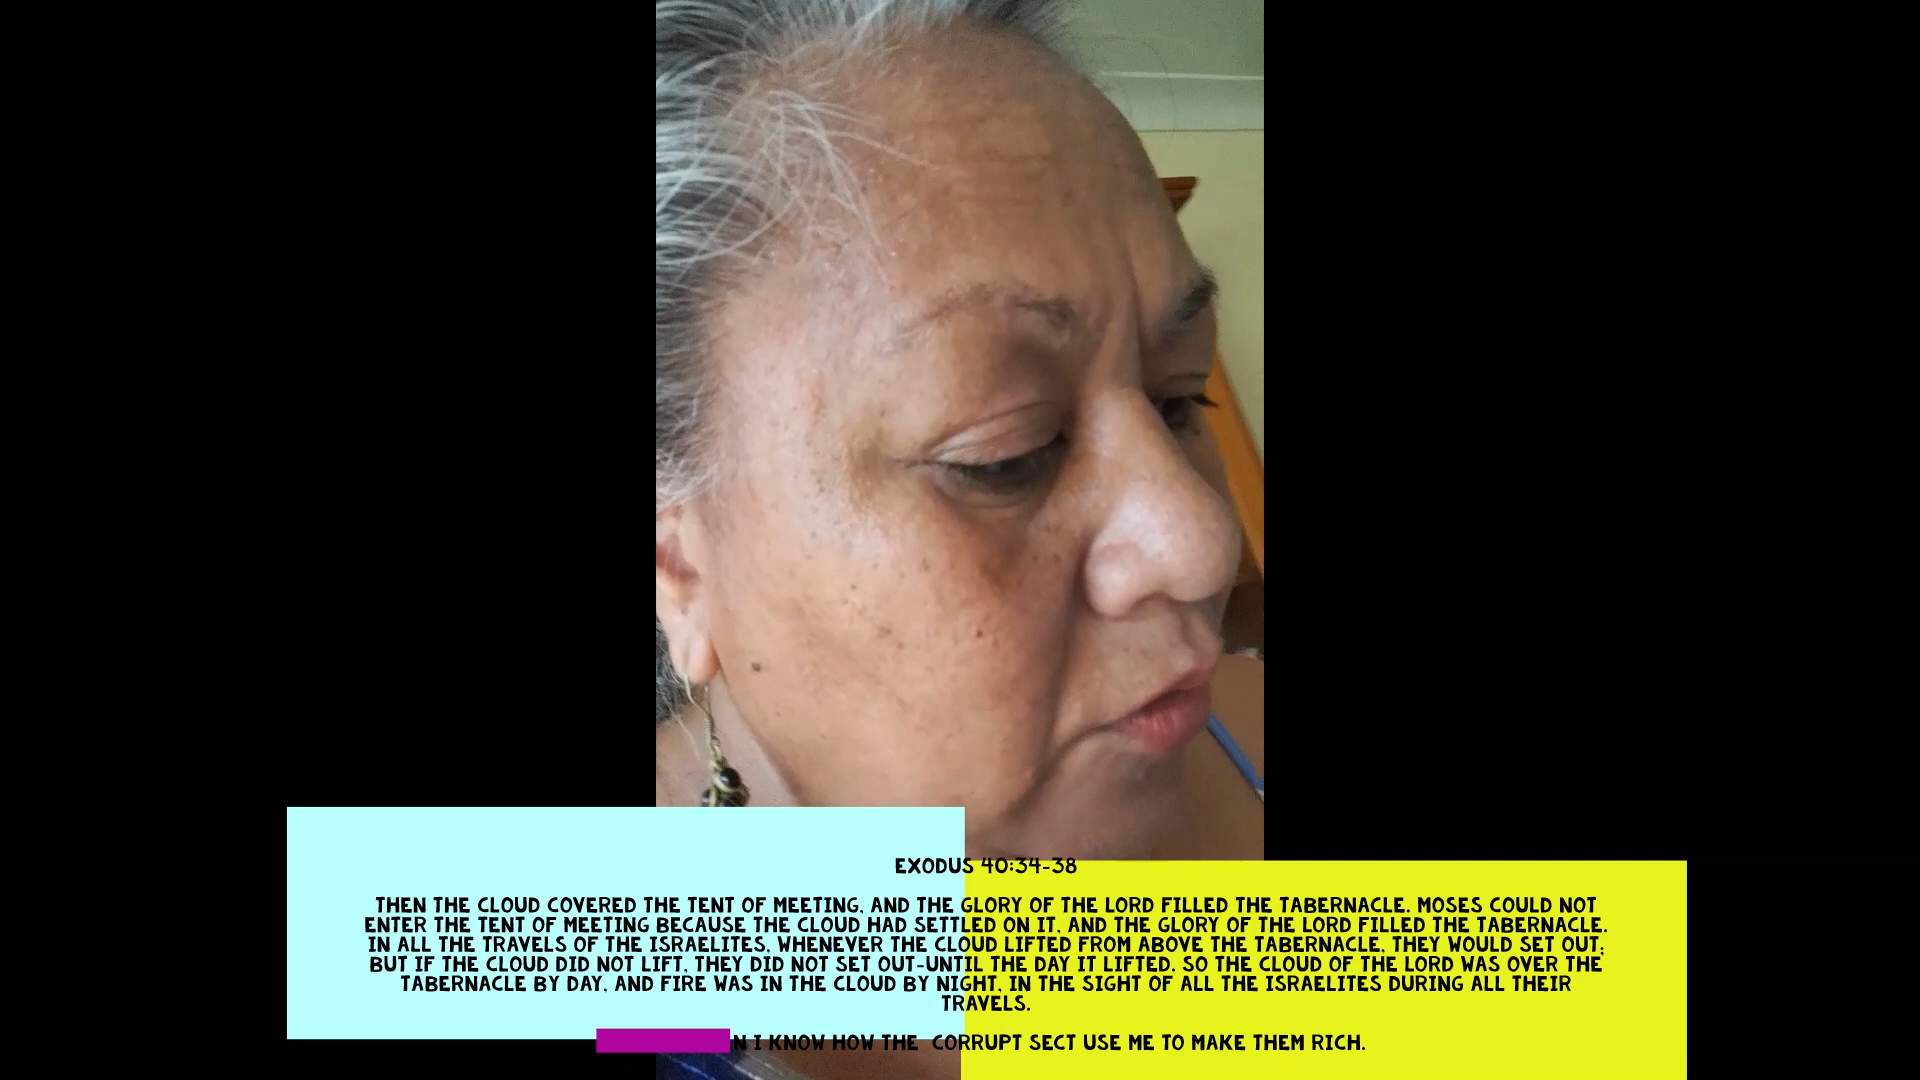 EXODUS 40:34-38
THEN THE CLOUD COVERED THE TENT OF MEETING, AND THE GLORY OF THE LORD FILLED THE TABERNACLE. MOSES COULD NOT
ENTER THE TENT OF MEETING BECAUSE THE CLOUD HAD SETTLED ON IT, AND THE GLORY OF THE LORD FILLED THE TABERNACLE.
IN ALL THE TRAVELS OF THE ISRAELITES, WHENEVER THE CLOUD LIFTED FROM ABOVE THE TABERNACLE, THEY WOULD SET OUT;
BUT IF THE CLOUD DID NOT LIFT, THEY DID NOT SET OUT-UNTIL THE DAY IT LIFTED. SO THE CLOUD OF THE LORD WAS OVER THE
TABERNACLE BY DAY, AND FIRE WAS IN THE CLOUD BY NIGHT, IN THE SIGHT OF ALL THE ISRAELITES DURING ALL THEIR
TRAVELS.
I KNOW HOW THE CORRUPT SECT USE ME TO MAKE THEM RICH.